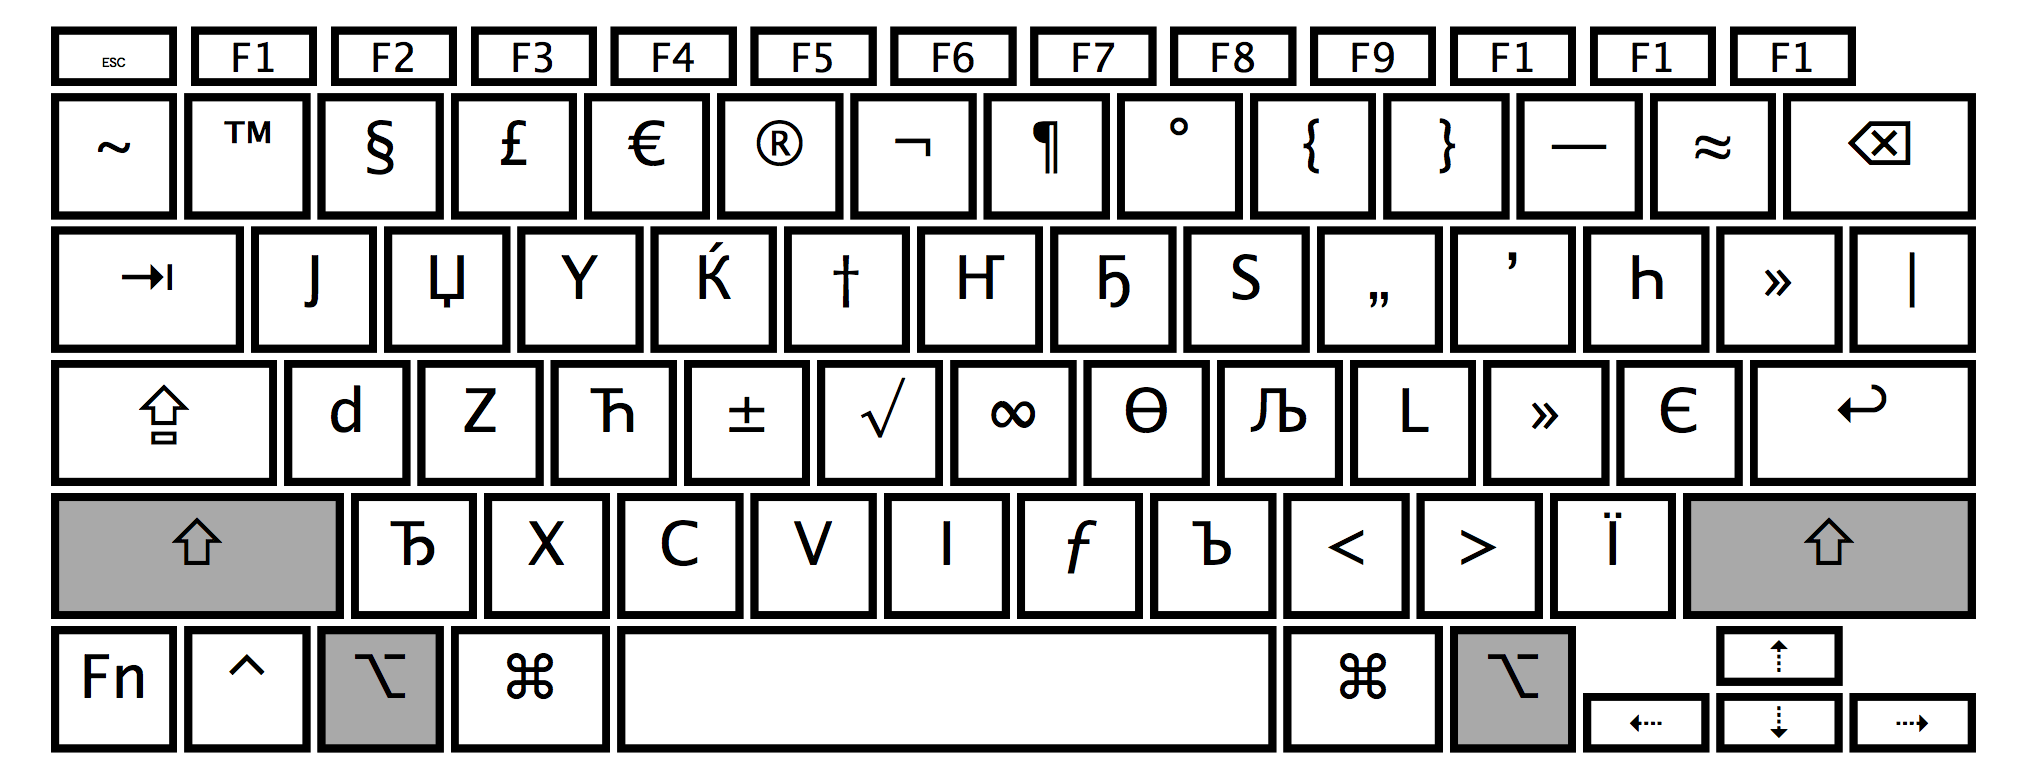 ESC F1 F2 F3 F4 F5 F6 F7 F8 F9 F1 F1 F1
~ ™ § £ € ® ¬ ¶ ° { } — ≈ ⌫
⇥ Ј Џ Ү Ќ † Ҥ Ҕ Ѕ „ ’ һ » |
⇪ d Z Ћ ± √ ∞ Ө Љ L » Є ↩
⇧ Ђ X C V I ƒ Ъ < > Ї ⇧
Fn ^ ⌥ ⌘ ⌘ ⌥ ⇡
⇠ ⇣ ⇢